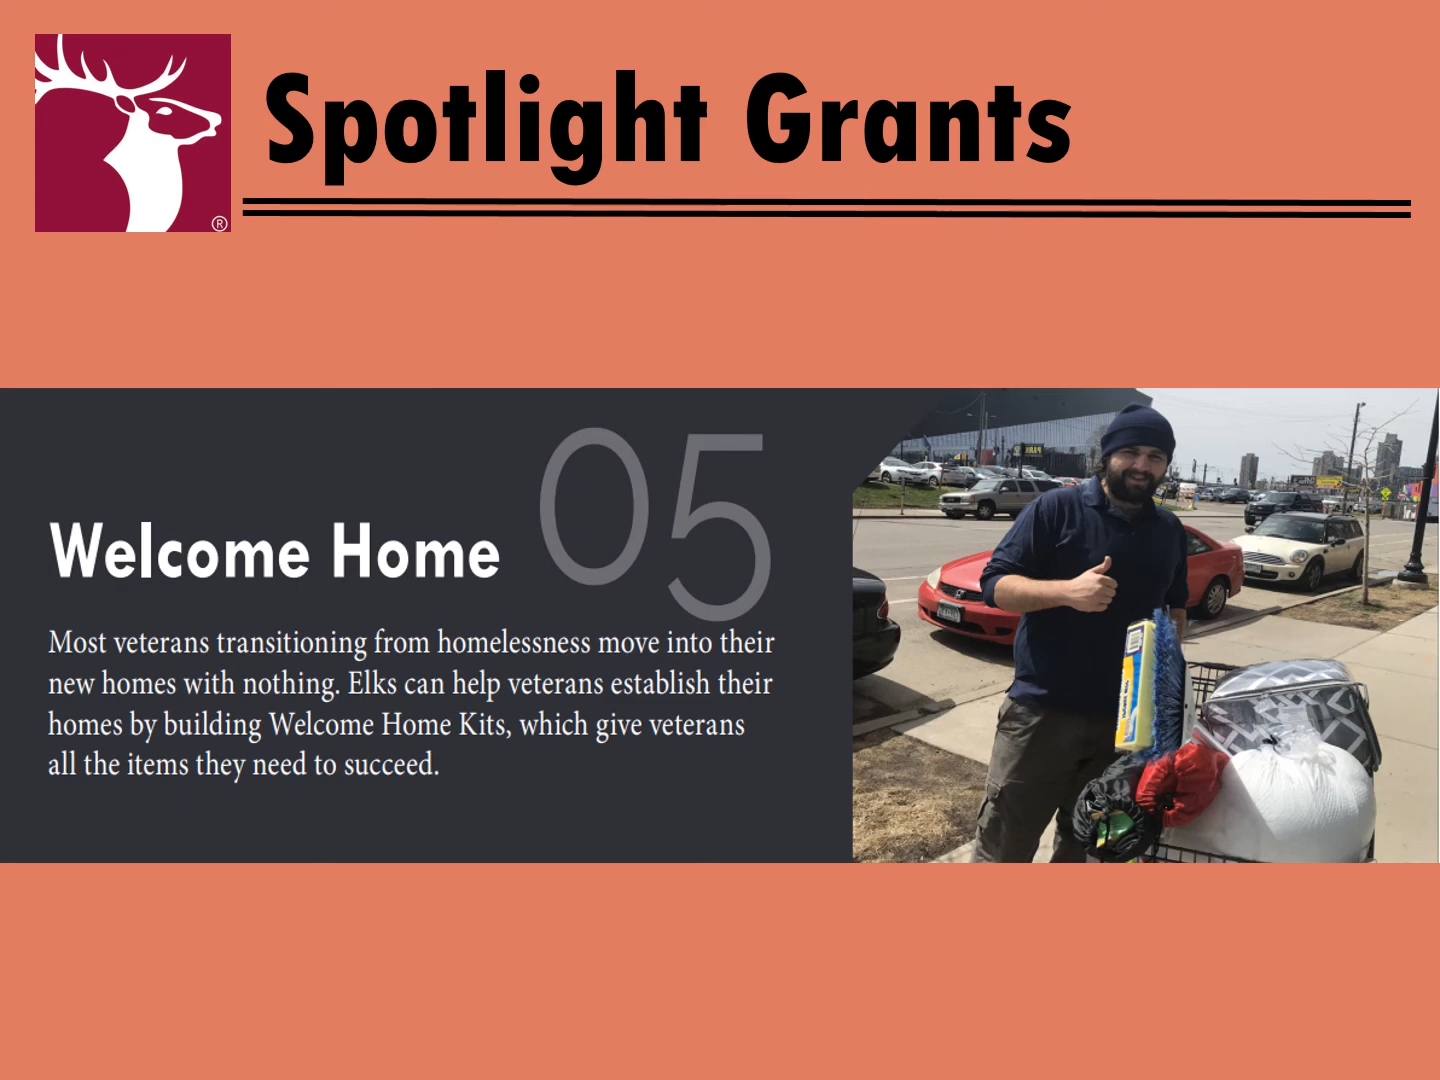 Spotlight Grants
®
05
Welcome Home
Most veterans transitioning from homelessness move into their
new homes with nothing. Elks can help veterans establish their
homes by building Welcome Home Kits, which give veterans
all the items they need to succeed.